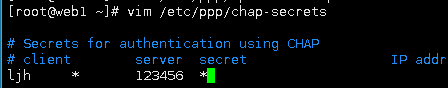 [root@web1 ~]# vim /etc/ppp/chap-secrets
# Secrets for authentication using CHAP
# client server secret IP addr
ljh * 123456 *